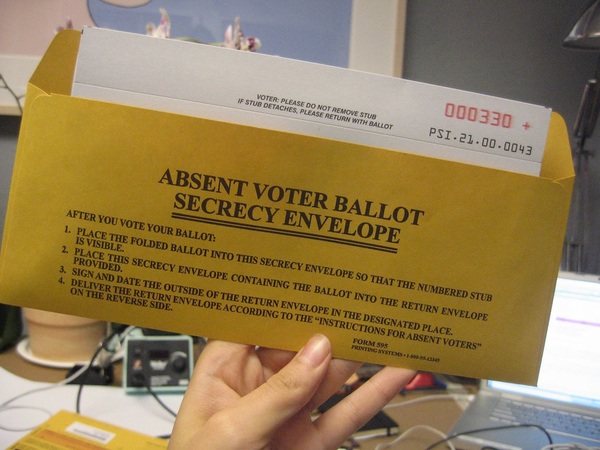 VOTER: PLEASE DO NOT REMOVE STUB
IF STUB DETACHES, PLEASE RETURN WITH BALLOT
000330 +
PSI.21.00.0043
ABSENT VOTER BALLOT
SECRECY ENVELOPE
AFTER YOU VOTE YOUR BALLOT:
1. PLACE THE FOLDED BALLOT INTO THIS SECRECY ENVELOPE SO THAT THE NUMBERED STUB
IS VISIBLE.
2. PLACE THIS SECRECY ENVELOPE CONTAINING THE BALLOT INTO THE RETURN ENVELOPE
PROVIDED.
3. SIGN AND DATE THE OUTSIDE OF THE RETURN ENVELOPE IN THE DESIGNATED PLACE.
4. DELIVER THE RETURN ENVELOPE ACCORDING TO THE "INSTRUCTIONS FOR ABSENT VOTERS"
ON THE REVERSE SIDE.
FORM 595
PRINTING SYSTEMS